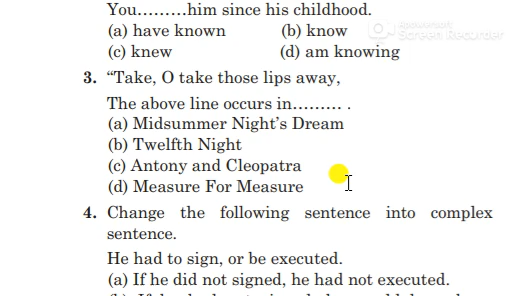 You.........him since his childhood.
(a) have known (b) know
(c) knew (d) am knowing
Apowersoft
Screen Recorder
3. “Take, O take those lips away,
The above line occurs in......... .
(a) Midsummer Night’s Dream
(b) Twelfth Night
(c) Antony and Cleopatra
(d) Measure For Measure
4. Change the following sentence into complex
sentence.
He had to sign, or be executed.
(a) If he did not signed, he had not executed.